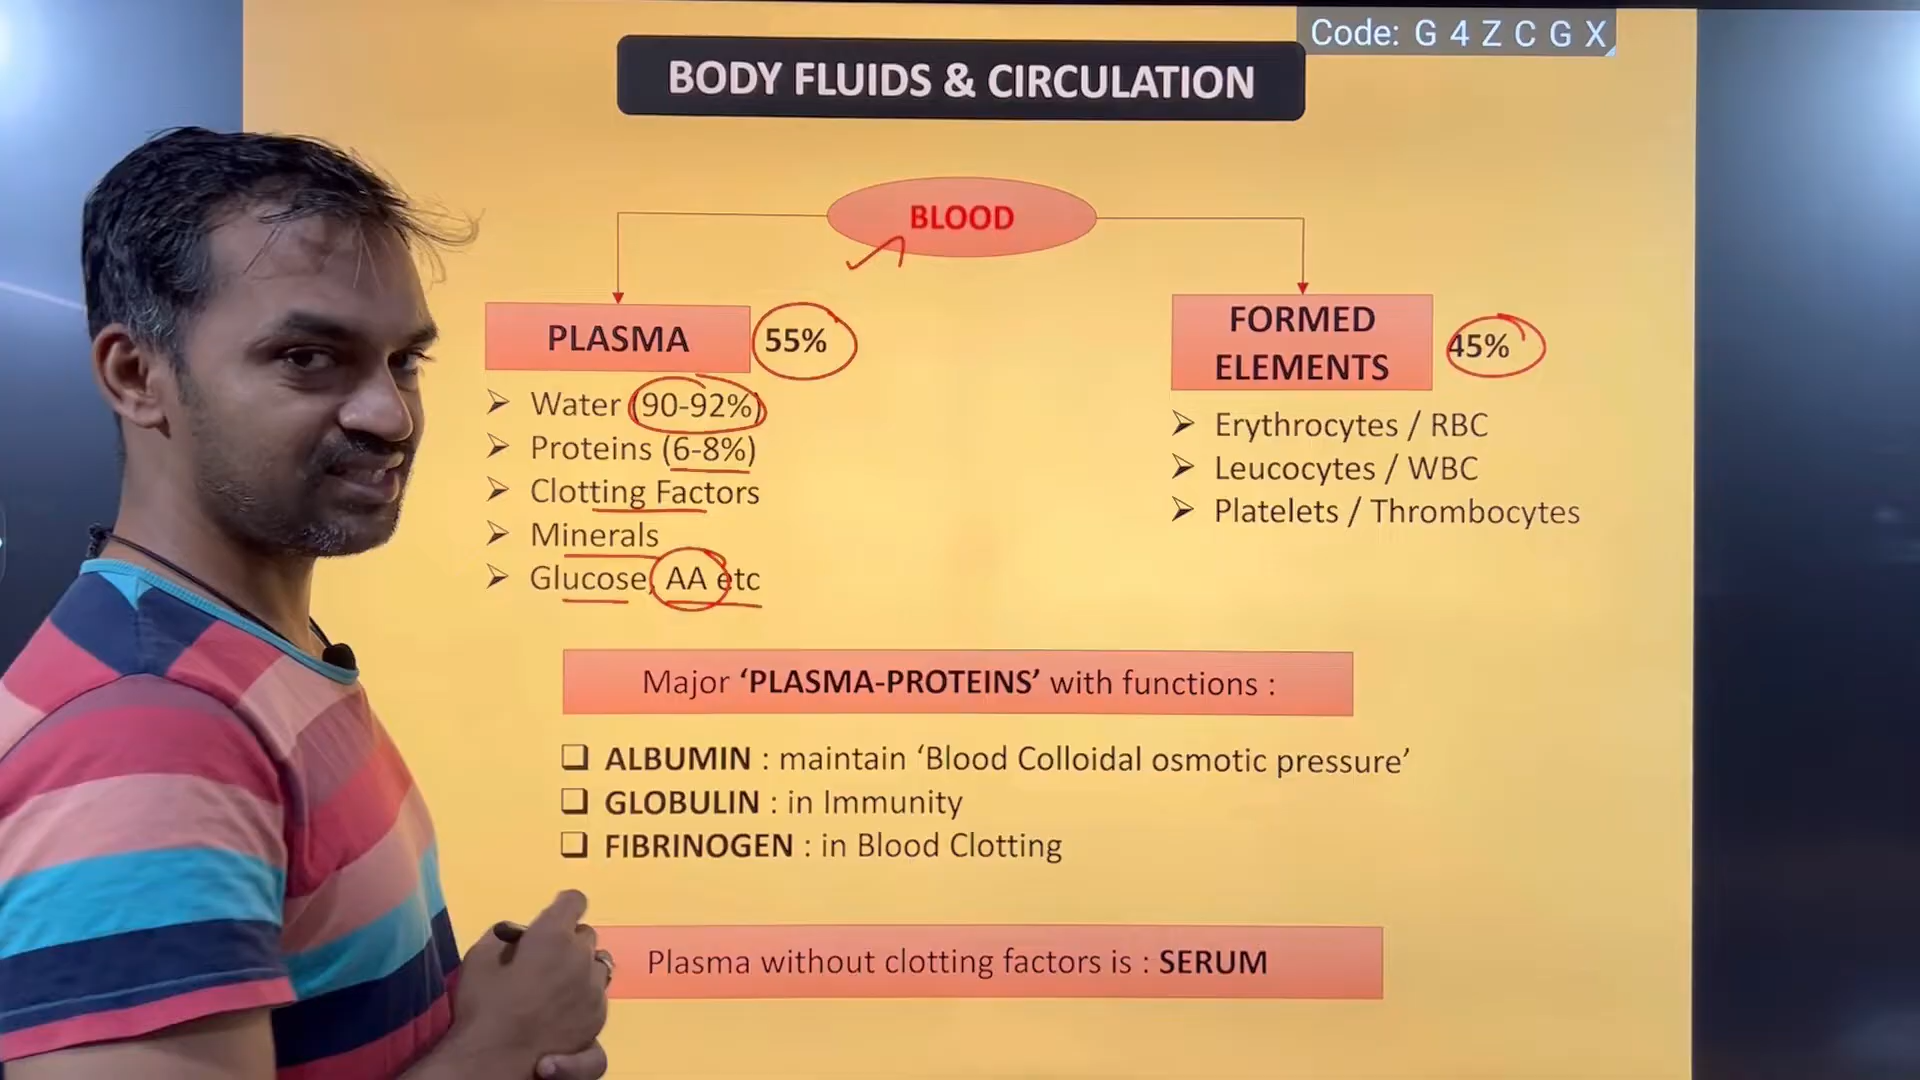 Code: G 4 Z C G X
BODY FLUIDS & CIRCULATION
BLOOD
PLASMA
55%
➤ Water (90-92%)
➤ Proteins (6-8%)
➤ Clotting Factors
➤ Minerals
➤ Glucose, AA etc
FORMED
ELEMENTS
45%
➤ Erythrocytes / RBC
➤ Leucocytes / WBC
➤ Platelets / Thrombocytes
Major ‘PLASMA-PROTEINS’ with functions :
❑ ALBUMIN : maintain ‘Blood Colloidal osmotic pressure’
❑ GLOBULIN : in Immunity
❑ FIBRINOGEN : in Blood Clotting
Plasma without clotting factors is : SERUM